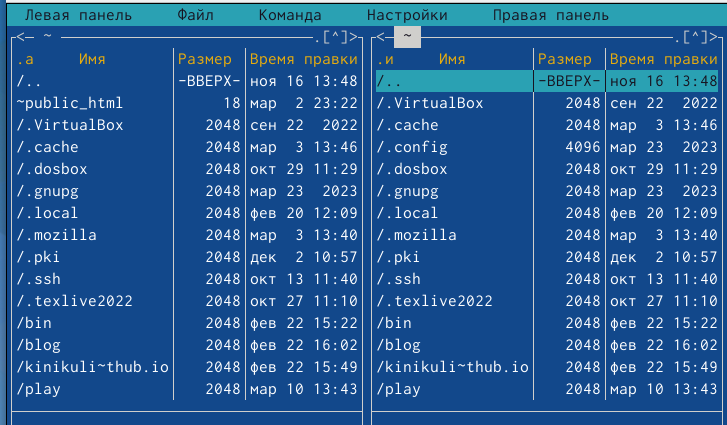 Левая панель Файл Команда Настройки Правая панель
<- ~ .[^]> <- ~ .[^]>
.а Имя Размер Время правки .и Имя Размер Время правки
/.. -ВВЕРХ- ноя 16 13:48 /.. -ВВЕРХ- ноя 16 13:48
~public_html 18 мар 2 23:22 /.VirtualBox 2048 сен 22 2022
/.VirtualBox 2048 сен 22 2022 /.cache 2048 мар 3 13:46
/.cache 2048 мар 3 13:46 /.config 4096 мар 23 2023
/.dosbox 2048 окт 29 11:29 /.dosbox 2048 окт 29 11:29
/.gnupg 2048 мар 23 2023 /.gnupg 2048 мар 23 2023
/.local 2048 фев 20 12:09 /.local 2048 фев 20 12:09
/.mozilla 2048 мар 3 13:40 /.mozilla 2048 мар 3 13:40
/.pki 2048 дек 2 10:57 /.pki 2048 дек 2 10:57
/.ssh 2048 окт 13 11:40 /.ssh 2048 окт 13 11:40
/.texlive2022 2048 окт 27 11:10 /.texlive2022 2048 окт 27 11:10
/bin 2048 фев 22 15:22 /bin 2048 фев 22 15:22
/blog 2048 фев 22 16:02 /blog 2048 фев 22 16:02
/kinikuli~thub.io 2048 фев 22 15:49 /kinikuli~thub.io 2048 фев 22 15:49
/play 2048 мар 10 13:43 /play 2048 мар 10 13:43